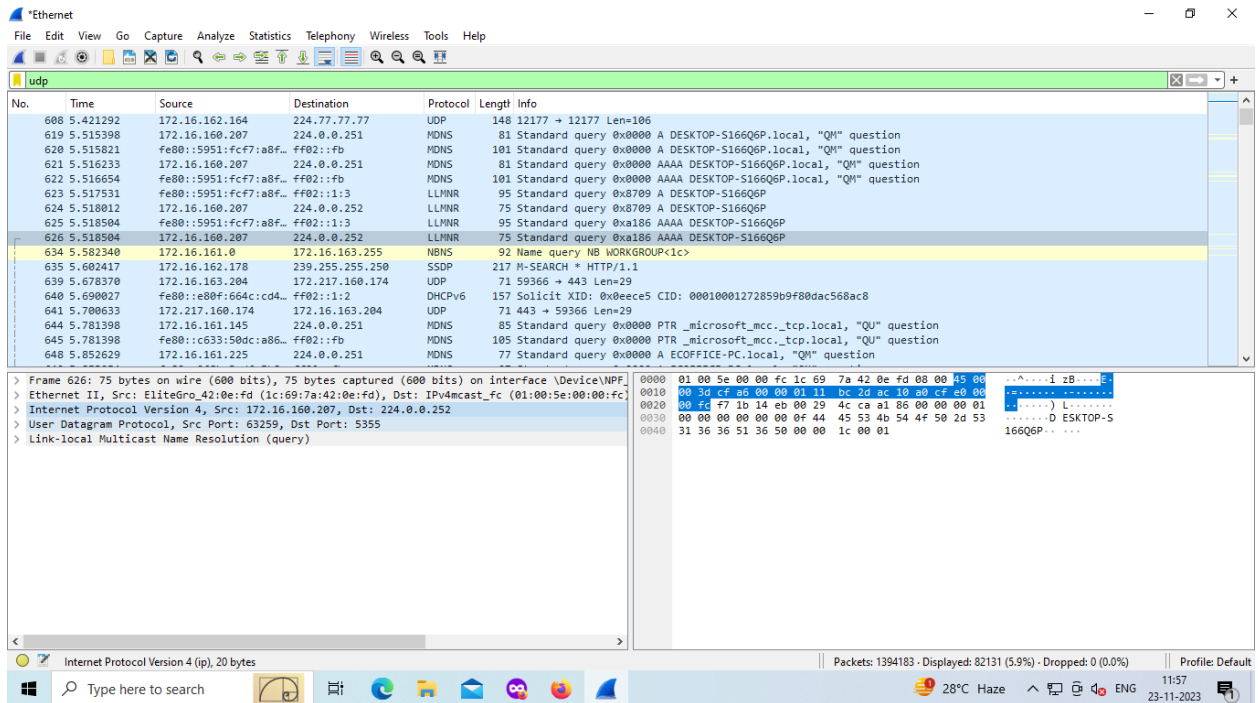 *Ethernet
File Edit View Go Capture Analyze Statistics Telephony Wireless Tools Help
udp
No. Time Source Destination Protocol Length Info
608 5.421292 172.16.162.164 224.77.77.77 UDP 148 12177 → 12177 Len=106
619 5.515398 172.16.160.207 224.0.0.251 MDNS 81 Standard query 0x0000 A DESKTOP-S166Q6P.local, "QM" question
620 5.515821 fe80::5951:fcf7:a8f… ff02::fb MDNS 101 Standard query 0x0000 A DESKTOP-S166Q6P.local, "QM" question
621 5.516233 172.16.160.207 224.0.0.251 MDNS 81 Standard query 0x0000 AAAA DESKTOP-S166Q6P.local, "QM" question
622 5.516654 fe80::5951:fcf7:a8f… ff02::fb MDNS 101 Standard query 0x0000 AAAA DESKTOP-S166Q6P.local, "QM" question
623 5.517531 fe80::5951:fcf7:a8f… ff02::1:3 LLMNR 95 Standard query 0x8709 A DESKTOP-S166Q6P
624 5.518012 172.16.160.207 224.0.0.252 LLMNR 75 Standard query 0x8709 A DESKTOP-S166Q6P
625 5.518504 fe80::5951:fcf7:a8f… ff02::1:3 LLMNR 95 Standard query 0xa186 AAAA DESKTOP-S166Q6P
626 5.518504 172.16.160.207 224.0.0.252 LLMNR 75 Standard query 0xa186 AAAA DESKTOP-S166Q6P
634 5.582340 172.16.161.0 172.16.163.255 NBNS 92 Name query NB WORKGROUP<1c>
635 5.602417 172.16.162.178 239.255.255.250 SSDP 217 M-SEARCH * HTTP/1.1
639 5.678370 172.16.163.204 172.217.160.174 UDP 71 59366 → 443 Len=29
640 5.690027 fe80::e80f:664c:cd4… ff02::1:2 DHCPv6 157 Solicit XID: 0x0eece5 CID: 00010001272859b9f80dac568ac8
641 5.700633 172.217.160.174 172.16.163.204 UDP 71 443 → 59366 Len=29
644 5.781398 172.16.161.145 224.0.0.251 MDNS 85 Standard query 0x0000 PTR _microsoft_mcc._tcp.local, "QU" question
645 5.781398 fe80::c633:50dc:a86… ff02::fb MDNS 105 Standard query 0x0000 PTR _microsoft_mcc._tcp.local, "QU" question
648 5.852629 172.16.161.225 224.0.0.251 MDNS 77 Standard query 0x0000 A ECOFFICE-PC.local, "QM" question
> Frame 626: 75 bytes on wire (600 bits), 75 bytes captured (600 bits) on interface \Device\NPF_
> Ethernet II, Src: EliteGro_42:0e:fd (1c:69:7a:42:0e:fd), Dst: IPv4mcast_fc (01:00:5e:00:00:fc)
> Internet Protocol Version 4, Src: 172.16.160.207, Dst: 224.0.0.252
> User Datagram Protocol, Src Port: 63259, Dst Port: 5355
> Link-local Multicast Name Resolution (query)
0000 01 00 5e 00 00 fc 1c 69 7a 42 0e fd 08 00 45 00 ··^····i zB····E·
0010 00 3d cf a6 00 00 01 11 bc 2d ac 10 a0 cf e0 00 ·=······ ·-······
0020 00 fc f7 1b 14 eb 00 29 4c ca a1 86 00 00 00 01 ·······) L·······
0030 00 00 00 00 00 00 0f 44 45 53 4b 54 4f 50 2d 53 ·······D ESKTOP-S
0040 31 36 36 51 36 50 00 00 1c 00 01 166Q6P·· ···
Internet Protocol Version 4 (ip), 20 bytes
Packets: 1394183 · Displayed: 82131 (5.9%) · Dropped: 0 (0.0%)
Profile: Default
Type here to search
28°C Haze
ENG
11:57
23-11-2023
1